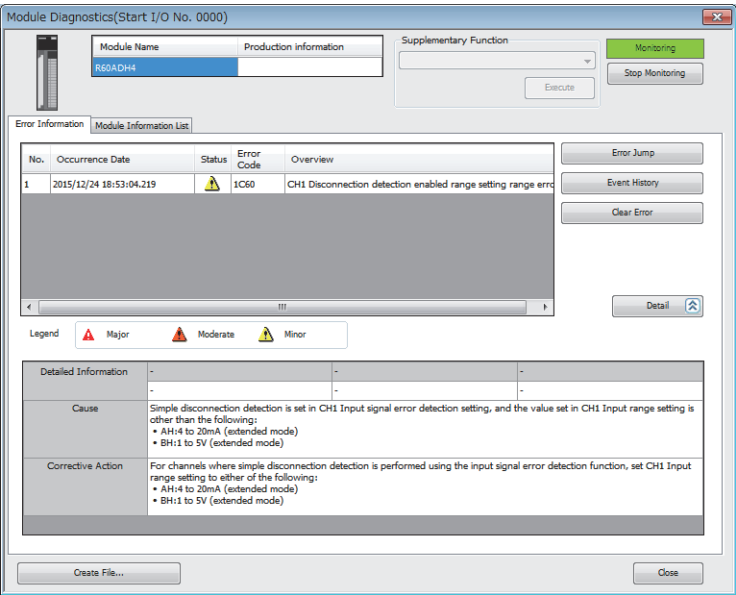 Module Diagnostics(Start I/O No. 0000)
Module Name Production information
R60ADH4
Supplementary Function
Execute
Monitoring
Stop Monitoring
Error Information Module Information List
No. Occurrence Date Status Error Code Overview
1 2015/12/24 18:53:04.219 1C60 CH1 Disconnection detection enabled range setting range erro
Error Jump
Event History
Clear Error
Detail
Legend Major Moderate Minor
Detailed Information - - -
- - -
Cause Simple disconnection detection is set in CH1 Input signal error detection setting, and the value set in CH1 Input range setting is
other than the following:
• AH:4 to 20mA (extended mode)
• BH:1 to 5V (extended mode)
Corrective Action For channels where simple disconnection detection is performed using the input signal error detection function, set CH1 Input
range setting to either of the following:
• AH:4 to 20mA (extended mode)
• BH:1 to 5V (extended mode)
Create File... Close